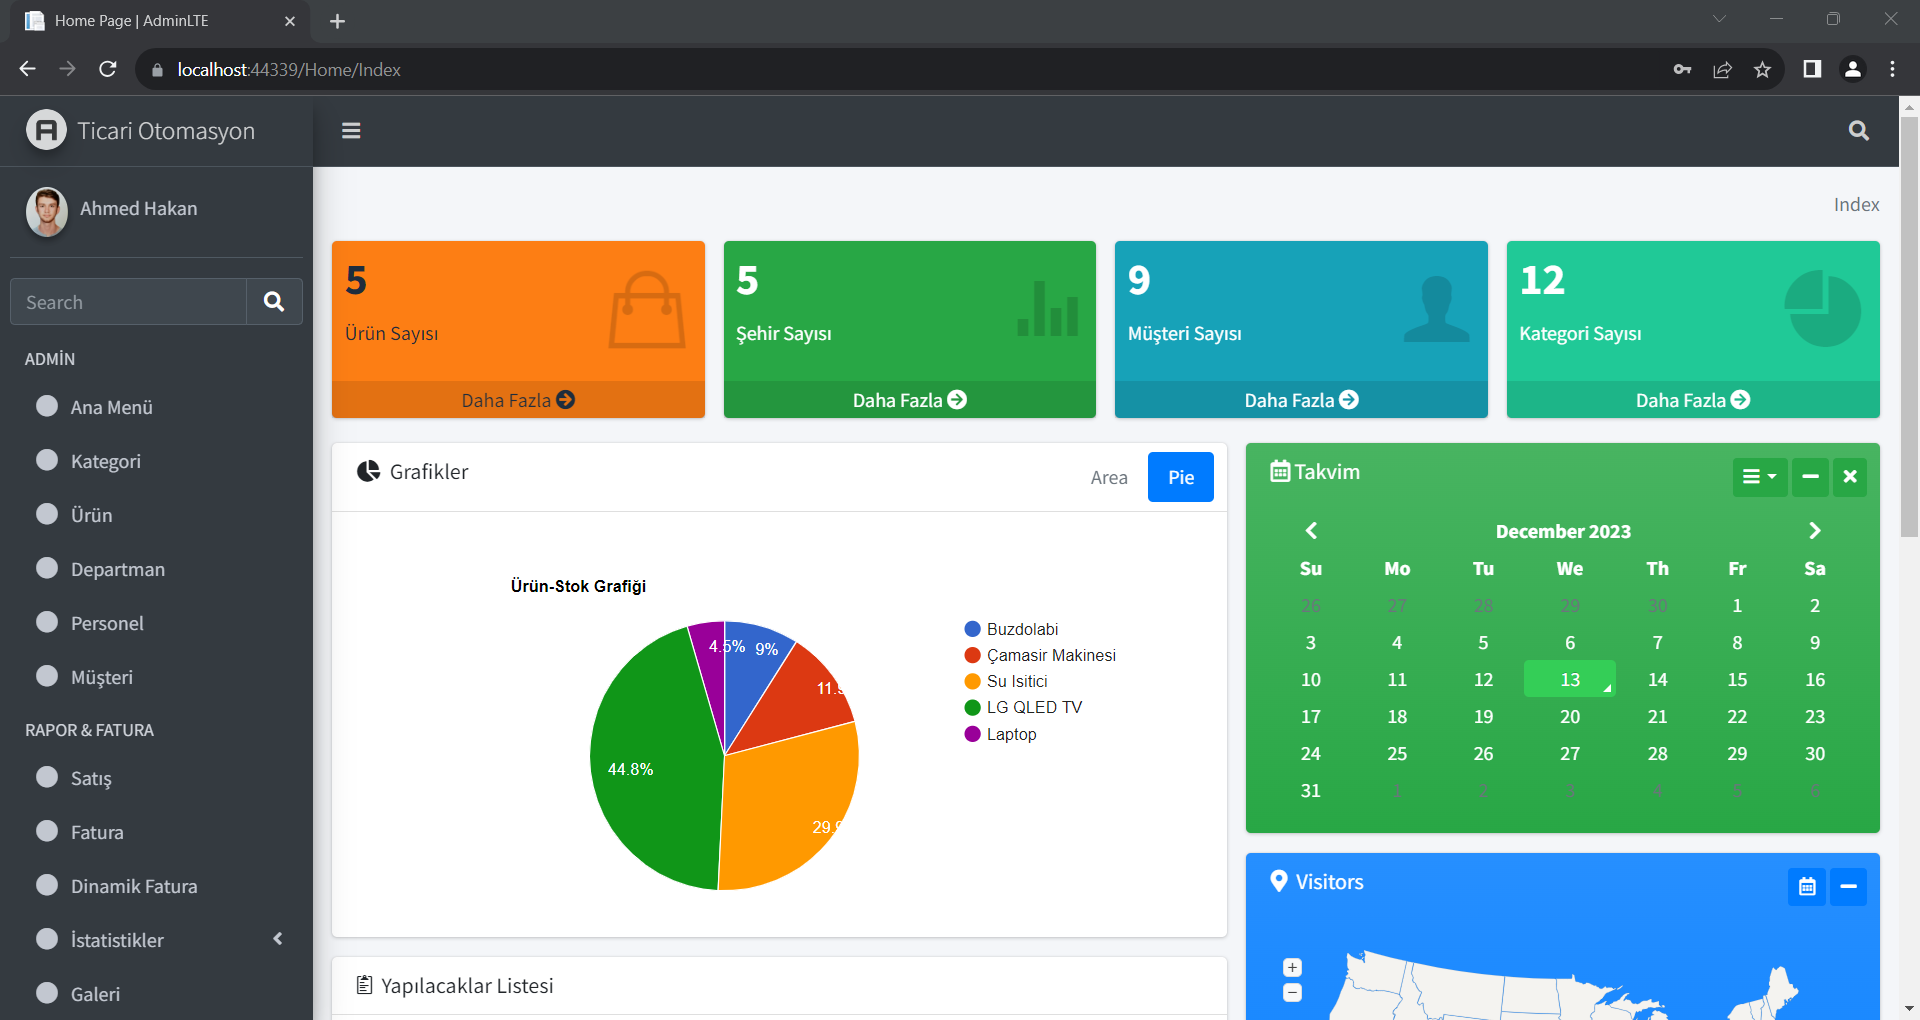 Home Page | AdminLTE
localhost:44339/Home/Index
Ticari Otomasyon
Ahmed Hakan
Search
ADMİN
Ana Menü
Kategori
Ürün
Departman
Personel
Müşteri
RAPOR & FATURA
Satış
Fatura
Dinamik Fatura
İstatistikler
Galeri
Index
5
Ürün Sayısı
Daha Fazla
5
Şehir Sayısı
Daha Fazla
9
Müşteri Sayısı
Daha Fazla
12
Kategori Sayısı
Daha Fazla
Grafikler
Area
Pie
Ürün-Stok Grafiği
4.5%
9%
11.9
44.8%
29.9
Buzdolabi
Çamasir Makinesi
Su Isitici
LG QLED TV
Laptop
Yapılacaklar Listesi
Takvim
December 2023
Su Mo Tu We Th Fr Sa
26 27 28 29 30 1 2
3 4 5 6 7 8 9
10 11 12 13 14 15 16
17 18 19 20 21 22 23
24 25 26 27 28 29 30
31 1 2 3 4 5 6
Visitors
+
−